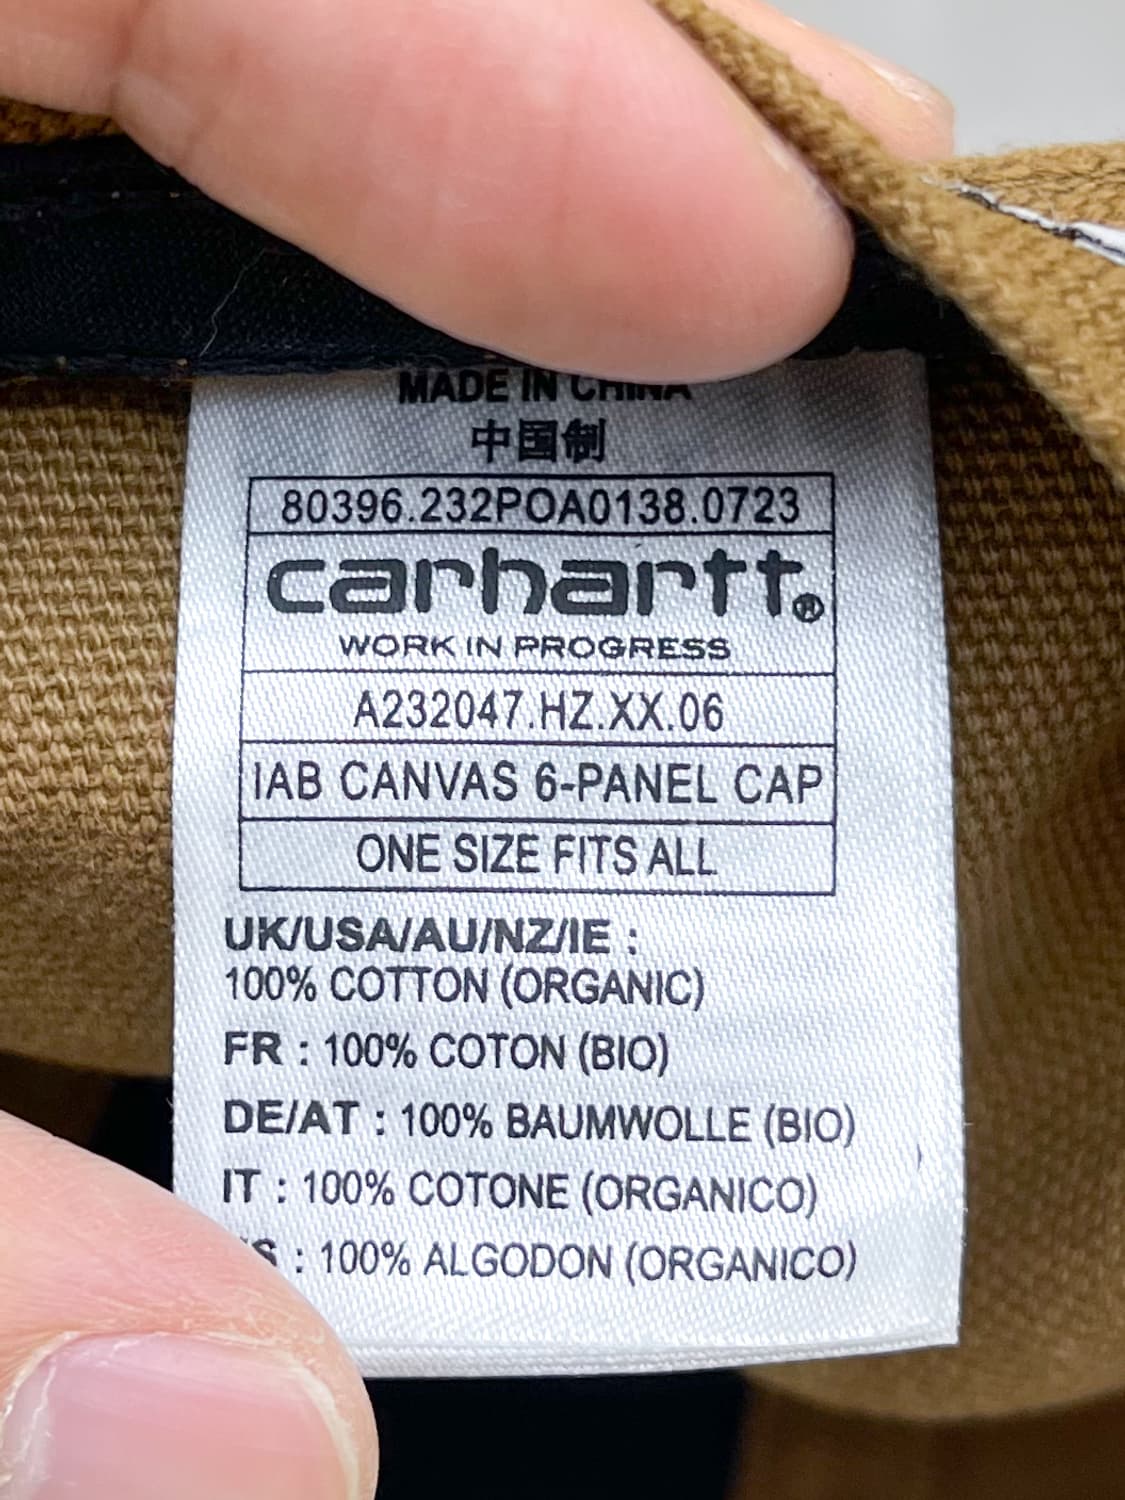 MADE IN CHINA
中国制
80396.232POA0138.0723
carhartt®
WORK IN PROGRESS
A232047.HZ.XX.06
IAB CANVAS 6-PANEL CAP
ONE SIZE FITS ALL
UK/USA/AU/NZ/IE :
100% COTTON (ORGANIC)
FR : 100% COTON (BIO)
DE/AT : 100% BAUMWOLLE (BIO)
IT : 100% COTONE (ORGANICO)
: 100% ALGODON (ORGANICO)